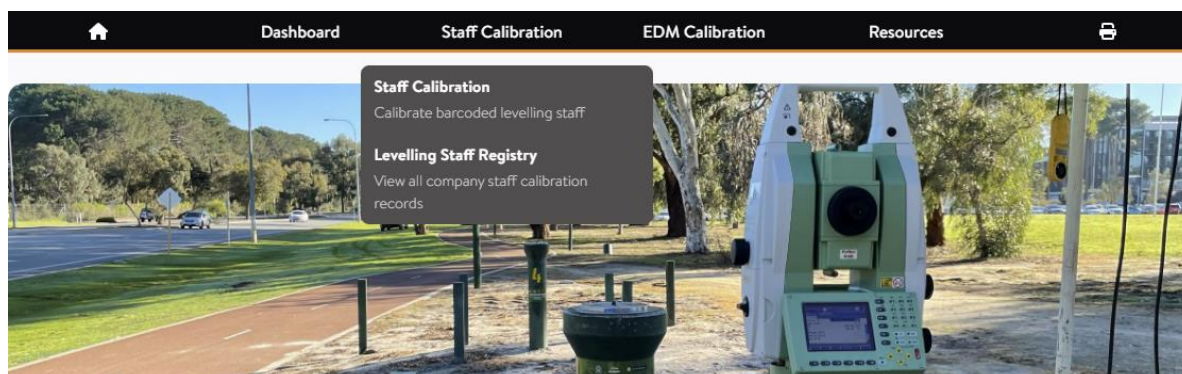 Dashboard
Staff Calibration
EDM Calibration
Resources
Staff Calibration
Calibrate barcoded levelling staff
Levelling Staff Registry
View all company staff calibration
records
4